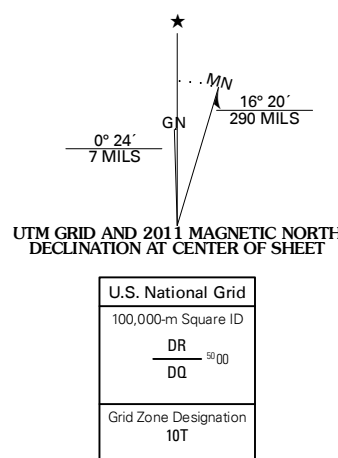 MN
16° 20´
290 MILS
GN
0° 24´
7 MILS
UTM GRID AND 2011 MAGNETIC NORTH
DECLINATION AT CENTER OF SHEET
U.S. National Grid
100,000-m Square ID
DR
5000
DQ
Grid Zone Designation
10T